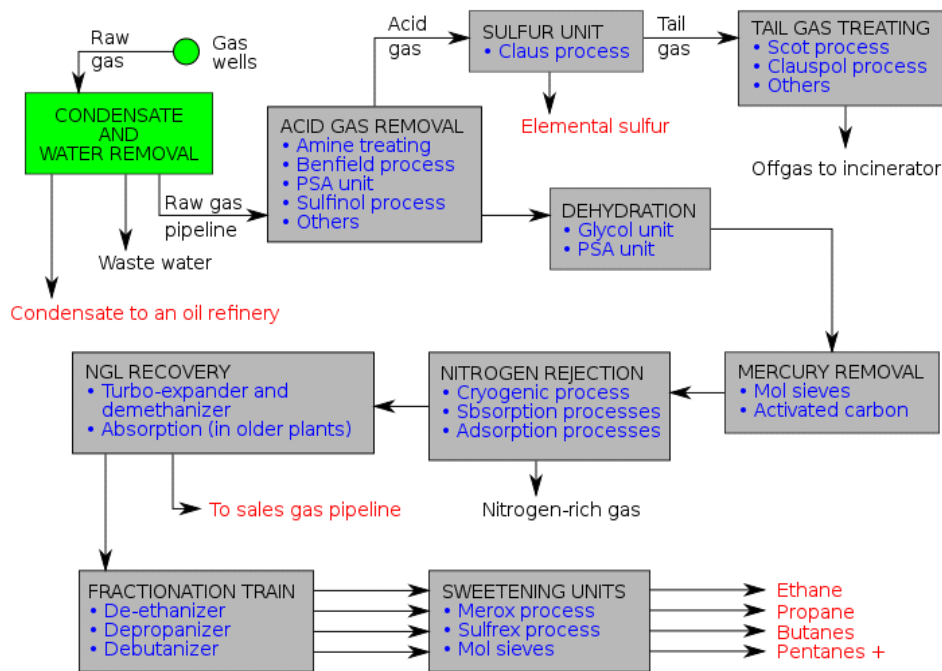 Raw
gas
Gas
wells
CONDENSATE
AND
WATER REMOVAL
Raw gas
pipeline
Waste water
Condensate to an oil refinery
ACID GAS REMOVAL
• Amine treating
• Benfield process
• PSA unit
• Sulfinol process
• Others
Acid
gas
SULFUR UNIT
• Claus process
Elemental sulfur
Tail
gas
TAIL GAS TREATING
• Scot process
• Clauspol process
• Others
Offgas to incinerator
DEHYDRATION
• Glycol unit
• PSA unit
MERCURY REMOVAL
• Mol sieves
• Activated carbon
NITROGEN REJECTION
• Cryogenic process
• Sbsorption processes
• Adsorption processes
Nitrogen-rich gas
NGL RECOVERY
• Turbo-expander and
demethanizer
• Absorption (in older plants)
To sales gas pipeline
FRACTIONATION TRAIN
• De-ethanizer
• Depropanizer
• Debutanizer
SWEETENING UNITS
• Merox process
• Sulfrex process
• Mol sieves
Ethane
Propane
Butanes
Pentanes +